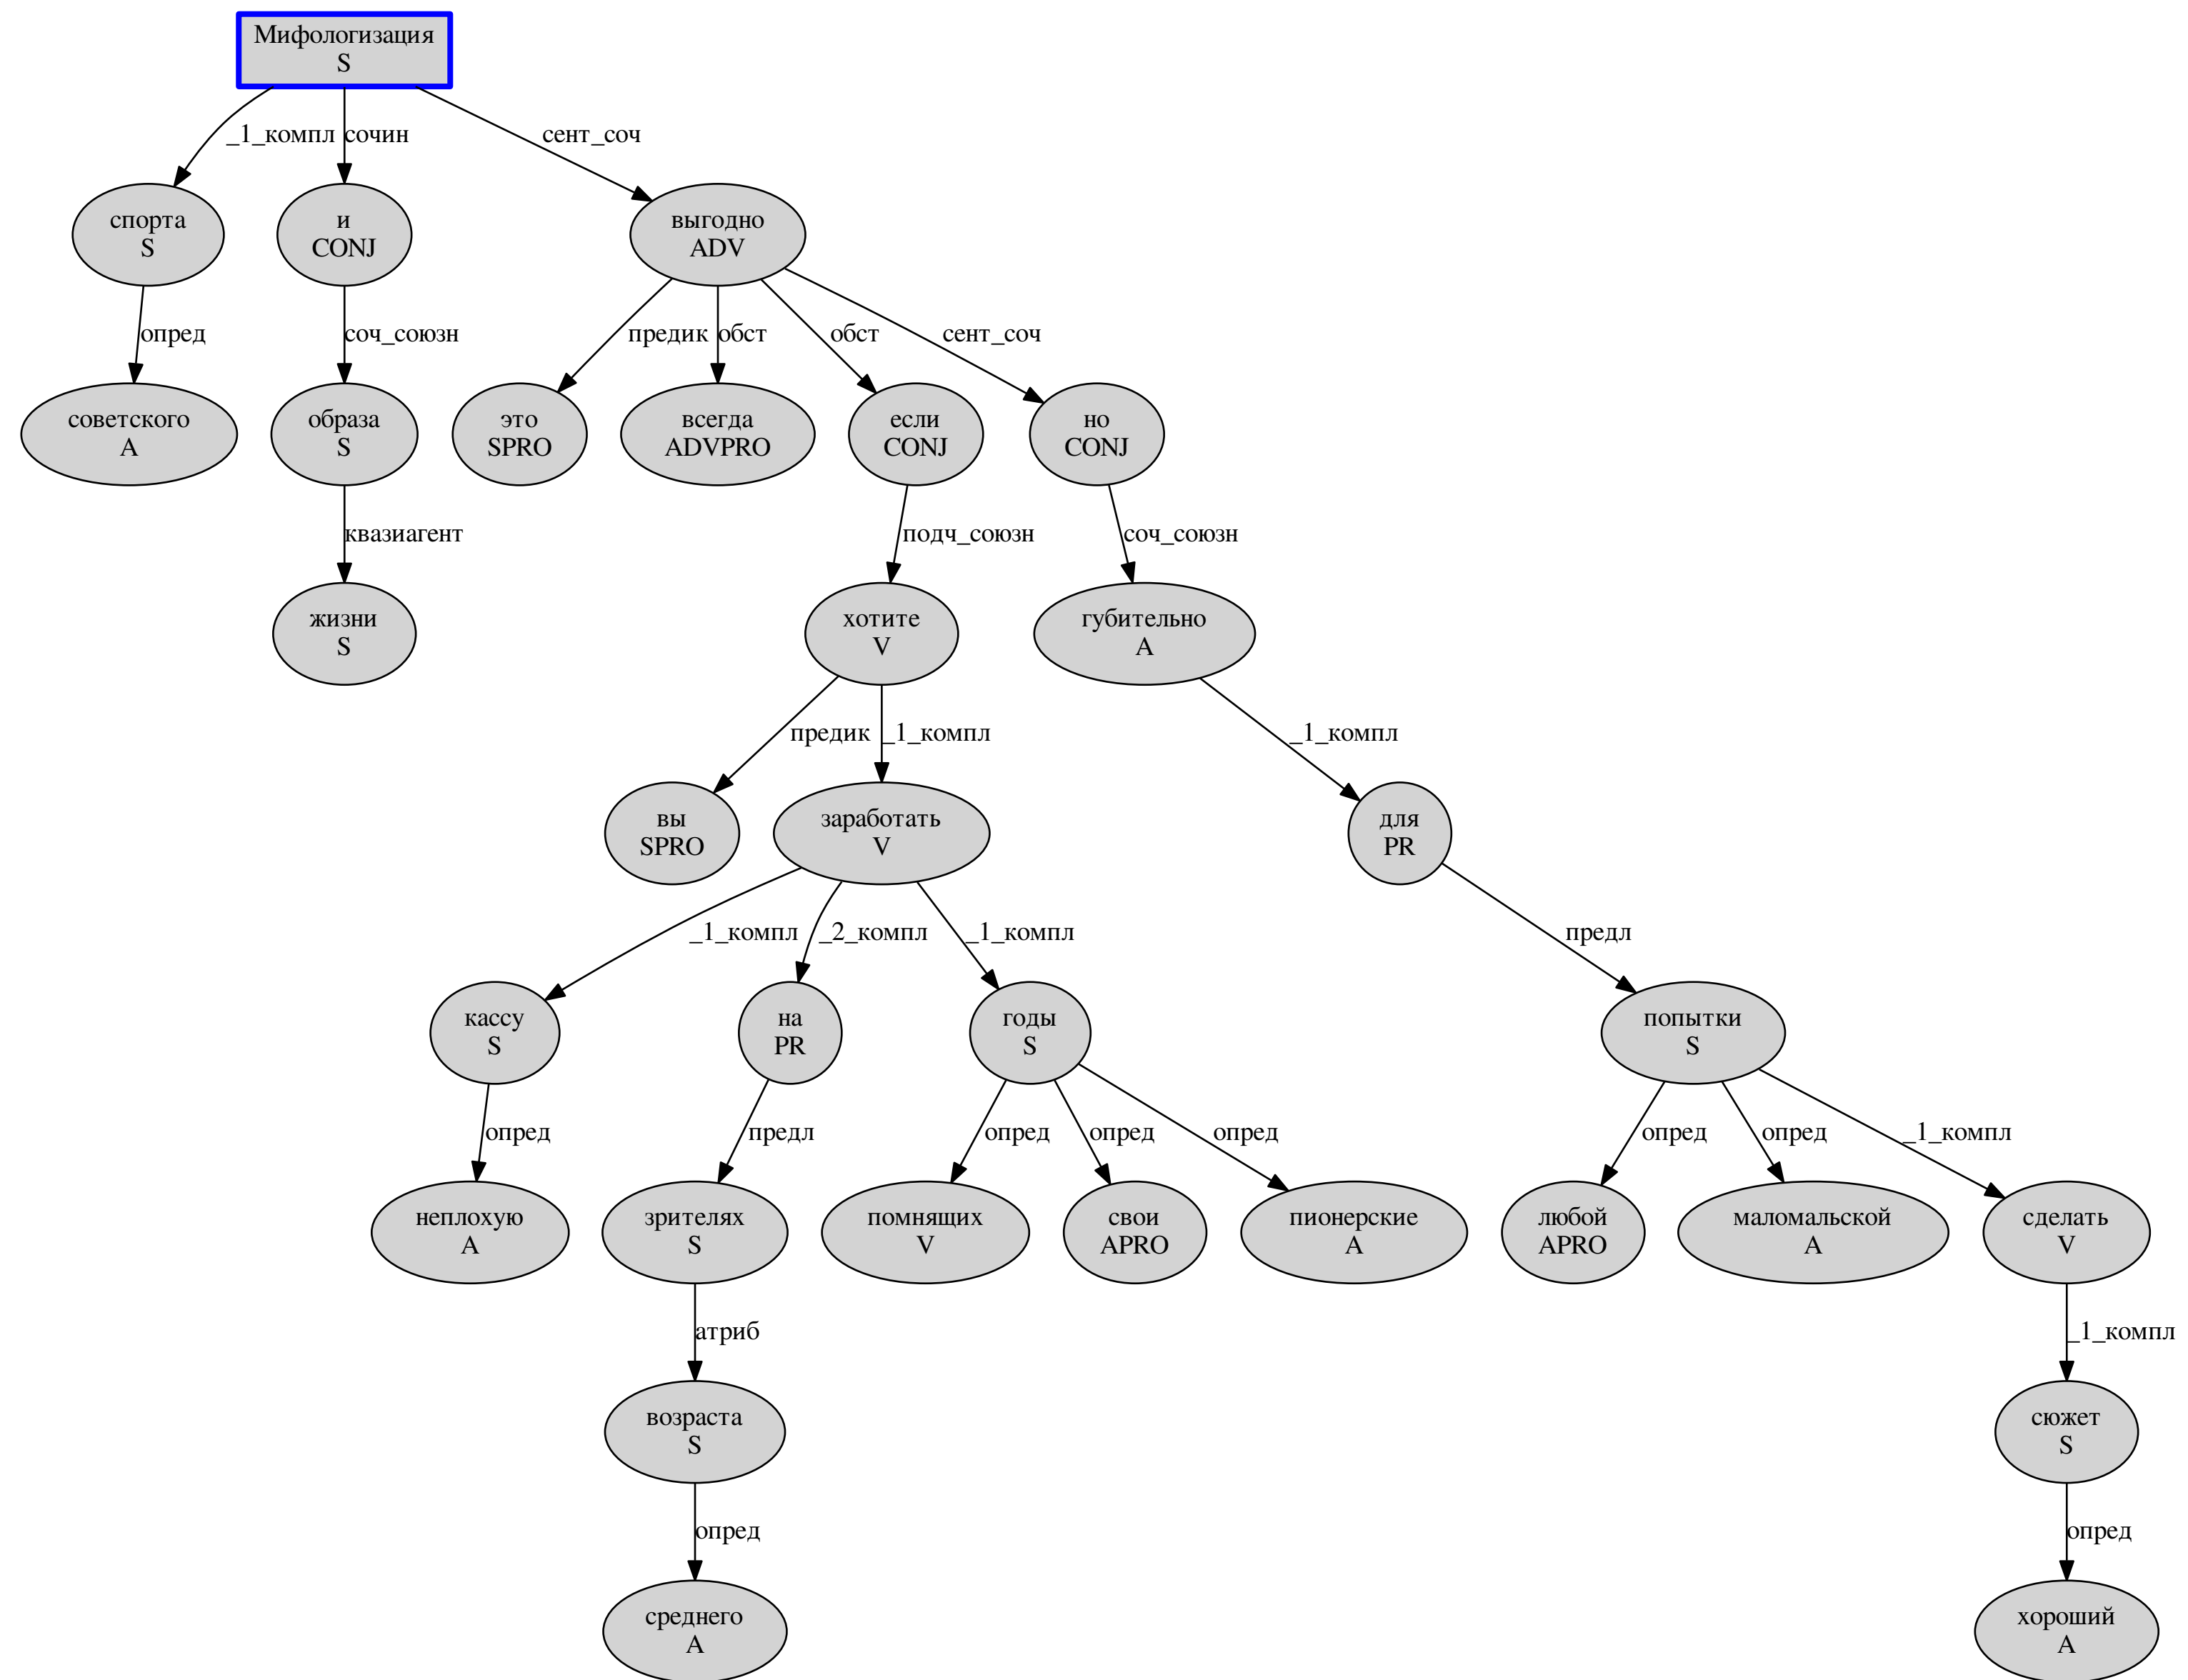 Мифологизация
S
_1_компл
сочин
сент_соч
спорта
S
и
CONJ
выгодно
ADV
опред
соч_союзн
предик
обст
обст
сент_соч
советского
A
образа
S
это
SPRO
всегда
ADVPRO
если
CONJ
но
CONJ
квазиагент
подч_союзн
соч_союзн
жизни
S
хотите
V
губительно
A
предик
_1_компл
_1_компл
вы
SPRO
заработать
V
для
PR
_1_компл
_2_компл
_1_компл
предл
кассу
S
на
PR
годы
S
попытки
S
опред
предл
опред
опред
опред
опред
опред
_1_компл
неплохую
A
зрителях
S
помнящих
V
свои
APRO
пионерские
A
любой
APRO
маломальской
A
сделать
V
атриб
_1_компл
возраста
S
сюжет
S
опред
опред
среднего
A
хороший
A